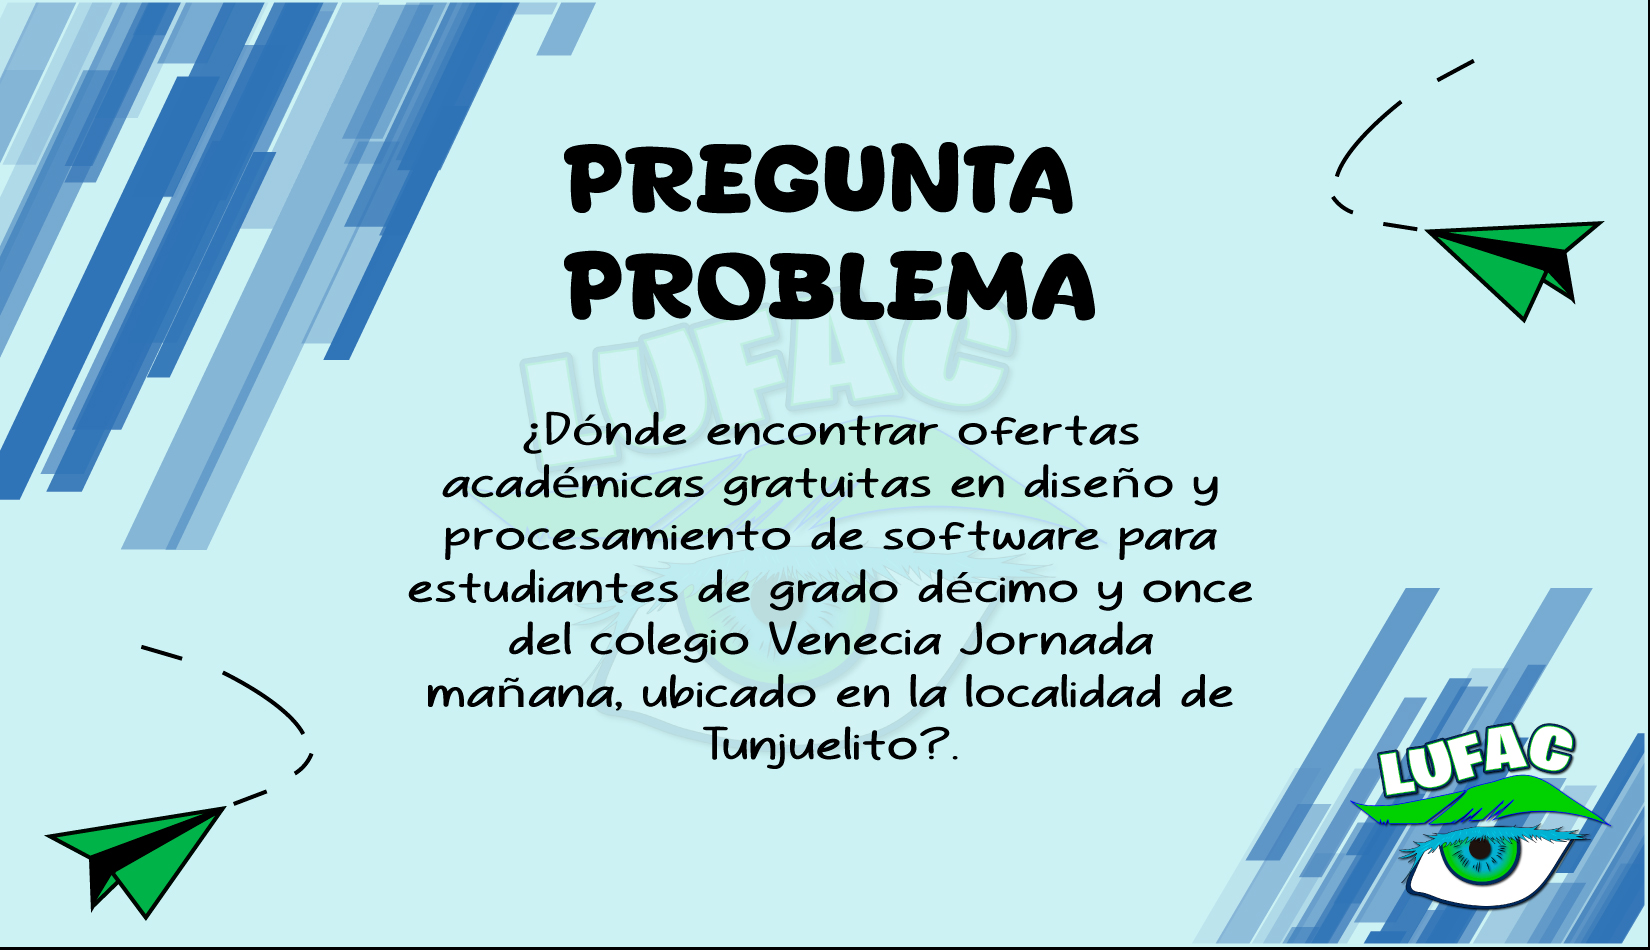 PREGUNTA
PROBLEMA
LUFAC
¿Dónde encontrar ofertas
académicas gratuitas en diseño y
procesamiento de software para
estudiantes de grado décimo y once
del colegio Venecia Jornada
mañana, ubicado en la localidad de
Tunjuelito?.
LUFAC